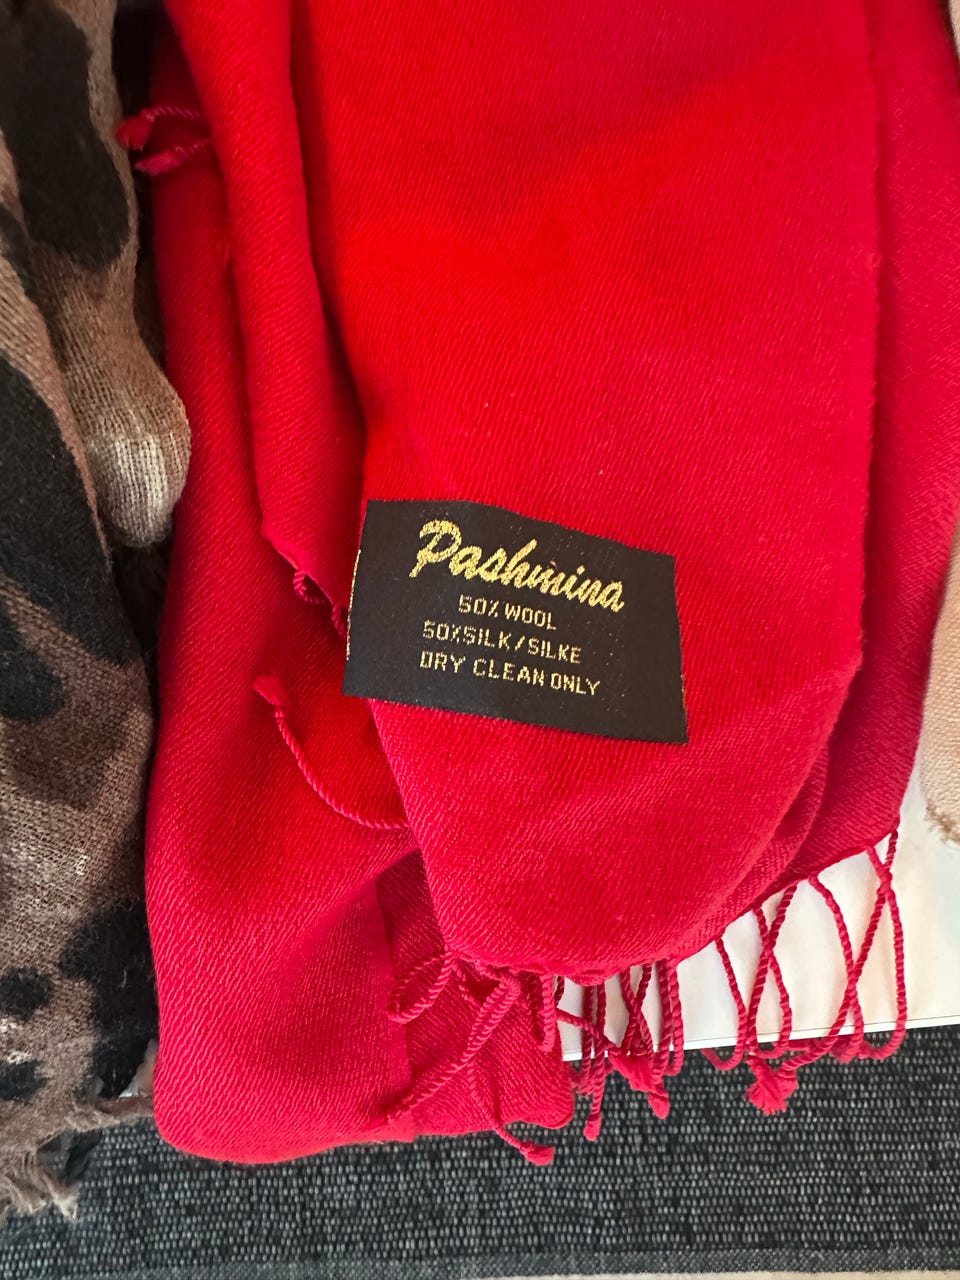 Pashmina
50% WOOL
50%SILK/SILKE
DRY CLEAN ONLY